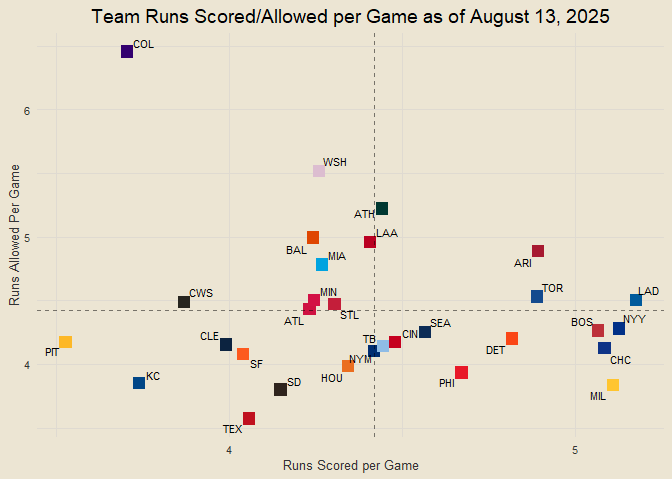 Team Runs Scored/Allowed per Game as of August 13, 2025
COL
6
WSH
ATH
LAA
5
BAL
MIA
ARI
TOR
LAD
CWS
MIN
STL
ATL
BOS
NYY
SEA
CIN
TB
CLE
DET
PIT
4
SF
NYM
CHC
KC
HOU
SD
PHI
MIL
TEX
4
5
Runs Allowed Per Game
Runs Scored per Game